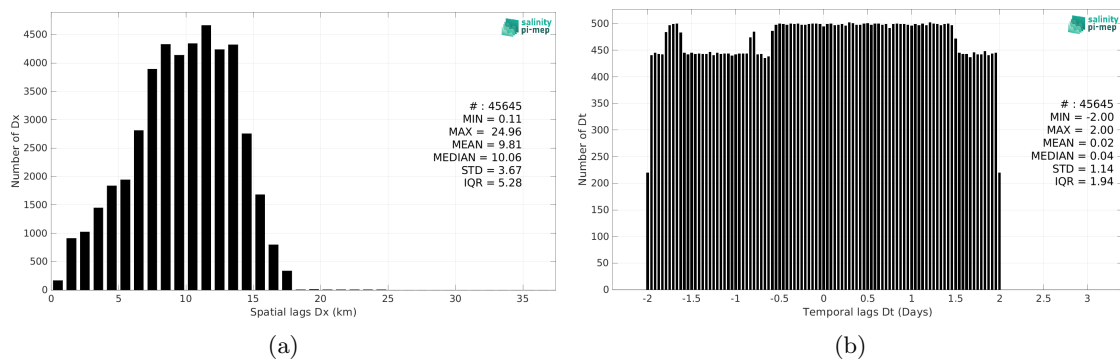 salinity
pi-mep
4500
4000
3500
3000
2500
2000
1500
1000
500
0
Number of Dx
# : 45645
MIN = 0.11
MAX = 24.96
MEAN = 9.81
MEDIAN = 10.06
STD = 3.67
IQR = 5.28
0 5 10 15 20 25 30 35
Spatial lags Dx (km)
(a)
salinity
pi-mep
500
450
400
350
300
250
200
150
100
50
0
Number of Dt
# : 45645
MIN = -2.00
MAX = 2.00
MEAN = 0.02
MEDIAN = 0.04
STD = 1.14
IQR = 1.94
-2 -1.5 -1 -0.5 0 0.5 1 1.5 2 2.5 3
Temporal lags Dt (Days)
(b)